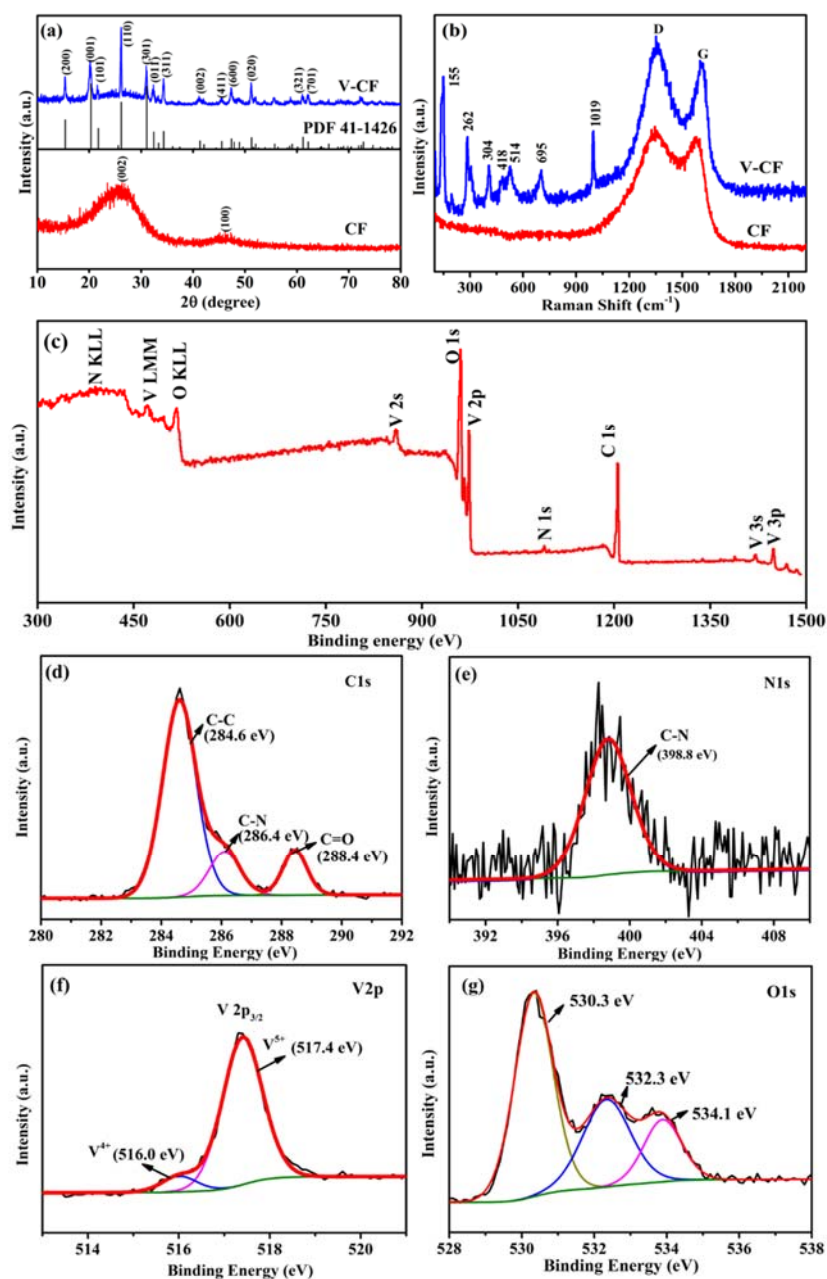 (a)
(200)
(001)
(101)
(110)
(301)
(011)
(311)
(002)
(411)
(600)
(020)
(321)
(701)
V-CF
PDF 41-1426
(002)
(100)
CF
Intensity (a.u.)
10 20 30 40 50 60 70 80
2θ (degree)
(b)
D
G
155
262
304
418
514
695
1019
V-CF
CF
Intensity (a.u.)
300 600 900 1200 1500 1800 2100
Raman Shift (cm⁻¹)
(c)
N KLL
V LMM
O KLL
V 2s
O 1s
V 2p
N 1s
C 1s
V 3s
V 3p
Intensity (a.u.)
300 450 600 750 900 1050 1200 1350 1500
Binding energy (eV)
(d)
C1s
C-C
(284.6 eV)
C-N
(286.4 eV)
C=O
(288.4 eV)
Intensity (a.u.)
280 282 284 286 288 290 292
Binding Energy (eV)
(e)
N1s
C-N
(398.8 eV)
Intensity (a.u.)
392 396 400 404 408
Binding Energy (eV)
(f)
V2p
V 2p₃/₂
V⁵⁺ (517.4 eV)
V⁴⁺ (516.0 eV)
Intensity (a.u.)
514 516 518 520
Binding Energy (eV)
(g)
O1s
530.3 eV
532.3 eV
534.1 eV
Intensity (a.u.)
528 530 532 534 536 538
Binding Energy (eV)